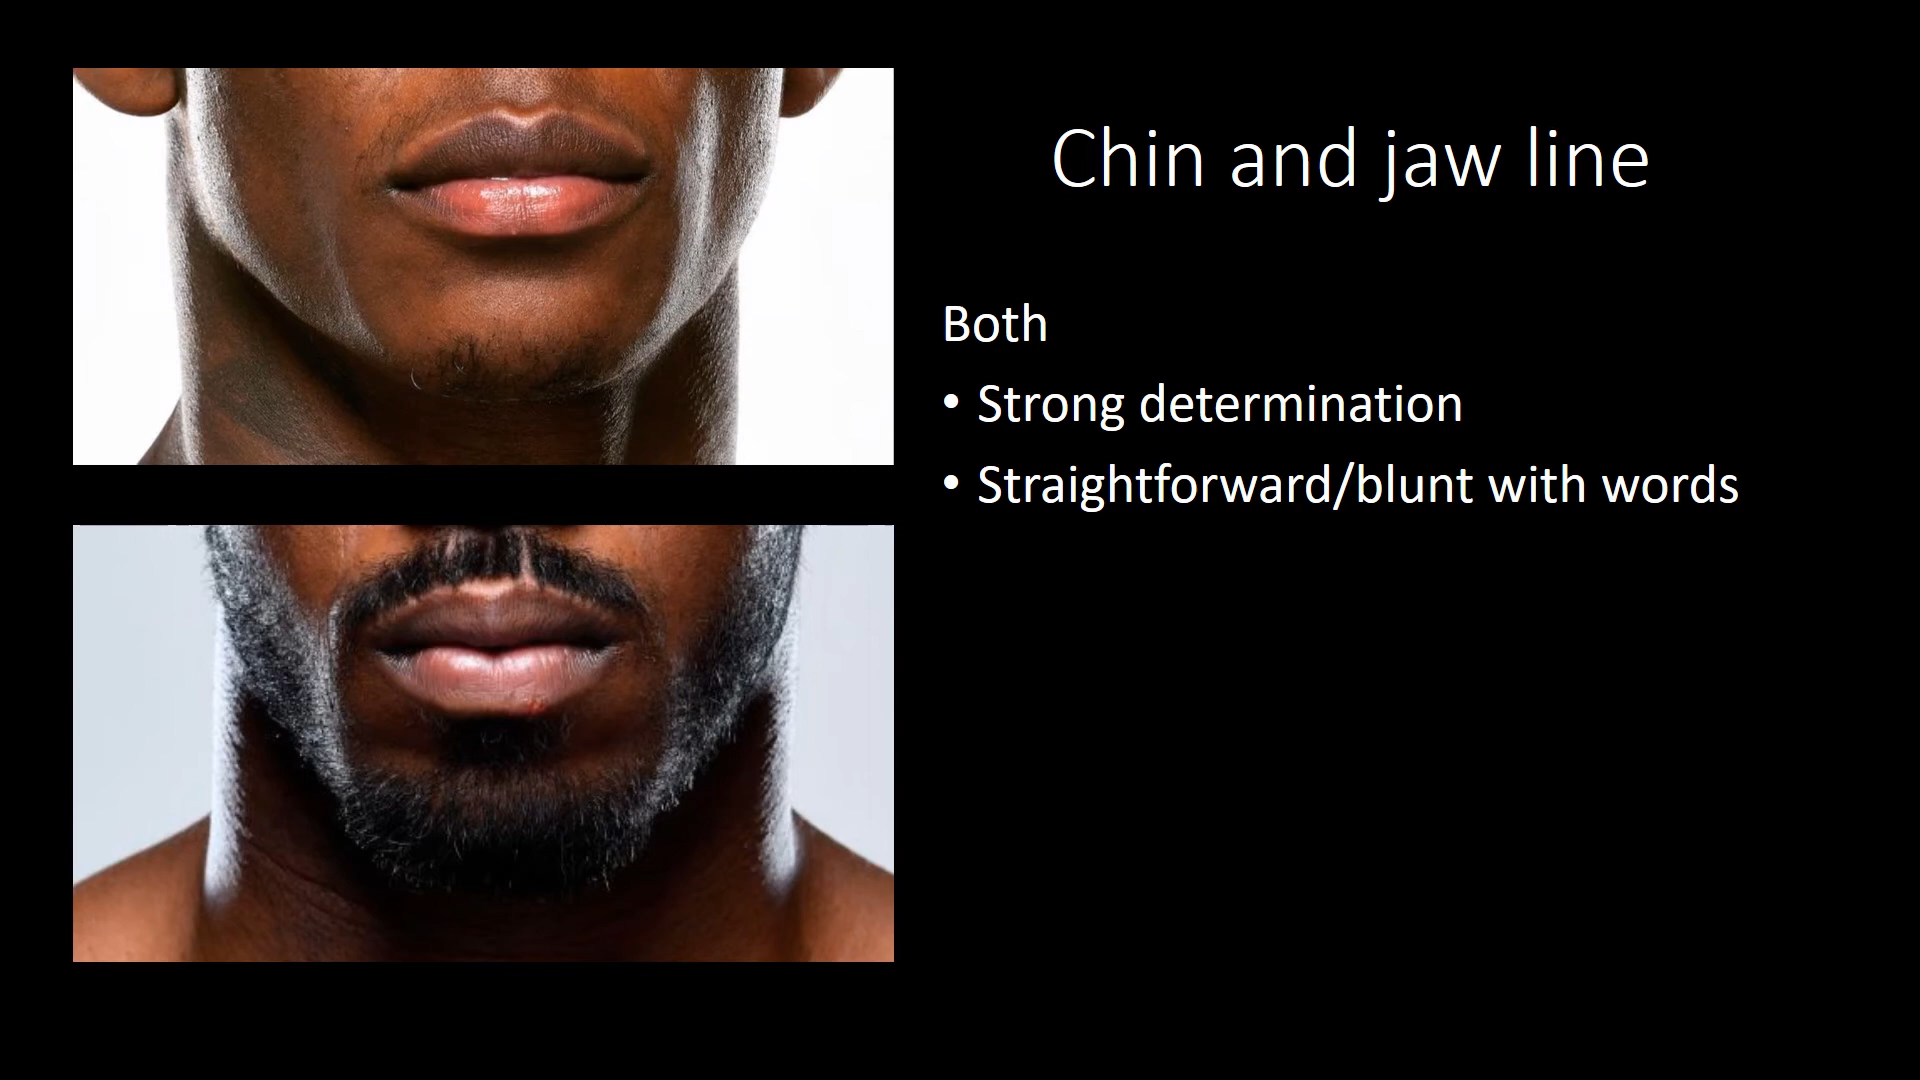 Chin and jaw line
Both
• Strong determination
• Straightforward/blunt with words